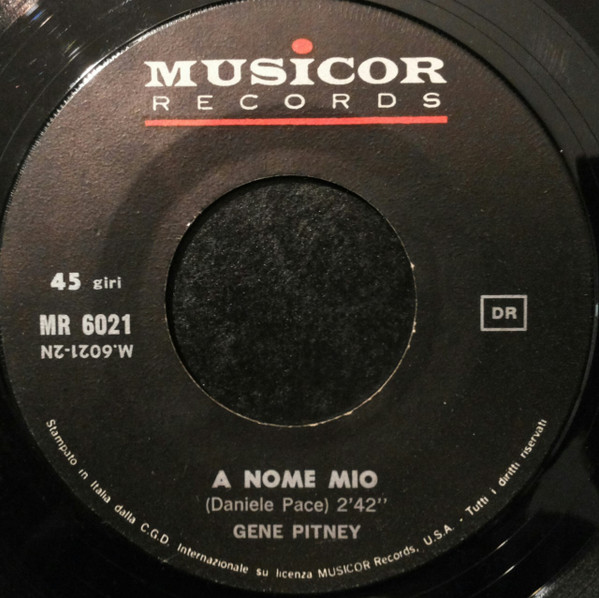 MUSICOR
RECORDS
45 giri
MR 6021
M.6021-2N
DR
A NOME MIO
(Daniele Pace) 2'42''
GENE PITNEY
Stampato in Italia dalla C.G.D. Internazionale su licenza MUSICOR Records, U.S.A. - Tutti i diritti riservati